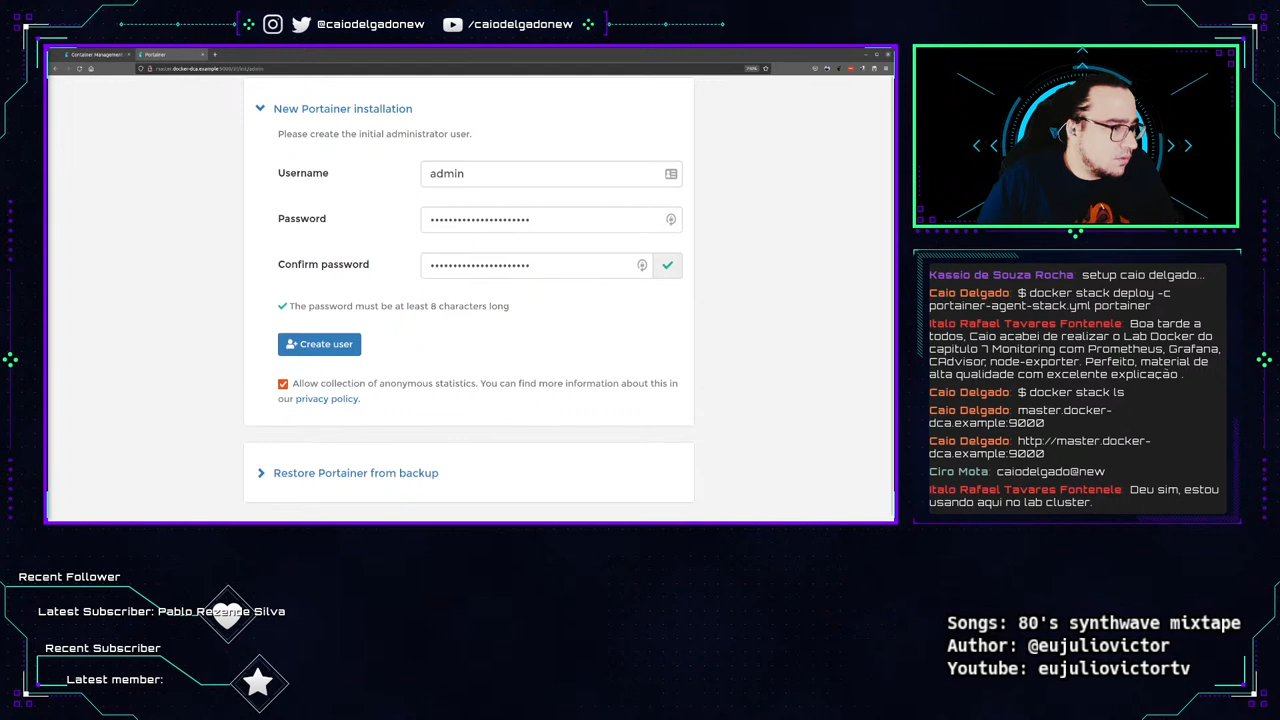 @caiodelgadonew
/caiodelgadonew
Container Management
Portainer
New Portainer installation
Please create the initial administrator user.
Username
admin
Password
Confirm password
The password must be at least 8 characters long
Create user
Allow collection of anonymous statistics. You can find more information about this in
our privacy policy.
Restore Portainer from backup
Kassio de Souza Rocha: setup caio delgado...
Caio Delgado: $ docker stack deploy -c
portainer-agent-stack.yml portainer
Italo Rafael Tavares Fontenele: Boa tarde a
todos, Caio acabei de realizar o Lab Docker do
capitulo 7 Monitoring com Prometheus, Grafana,
CAdvisor, node-exporter. Perfeito, material de
alta qualidade com excelente explicação .
Caio Delgado: $ docker stack ls
Caio Delgado: master.docker-
dca.example:9000
Caio Delgado: http://master.docker-
dca.example:9000
Ciro Mota: caiodelgado@new
Italo Rafael Tavares Fontenele: Deu sim, estou
usando aqui no lab cluster.
Recent Follower
Latest Subscriber: Pablo Rezende Silva
Recent Subscriber
Latest member:
Songs: 80's synthwave mixtape
Author: @eujuliovictor
Youtube: eujuliovictortv